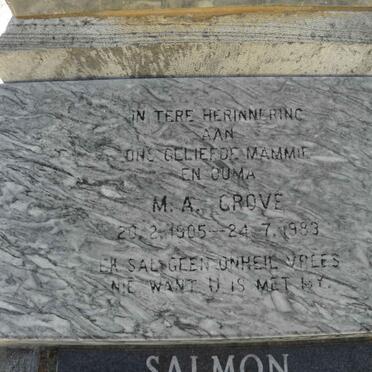 IN TERE HERINNERING
AAN
ONS GELIEFDE MAMMIE
EN OUMA
M. A. GROVÉ
20.2.1905—24.7.1983
EK SAL GEEN ONHEIL VREES
NIE WANT U IS MET MY.
SALMON